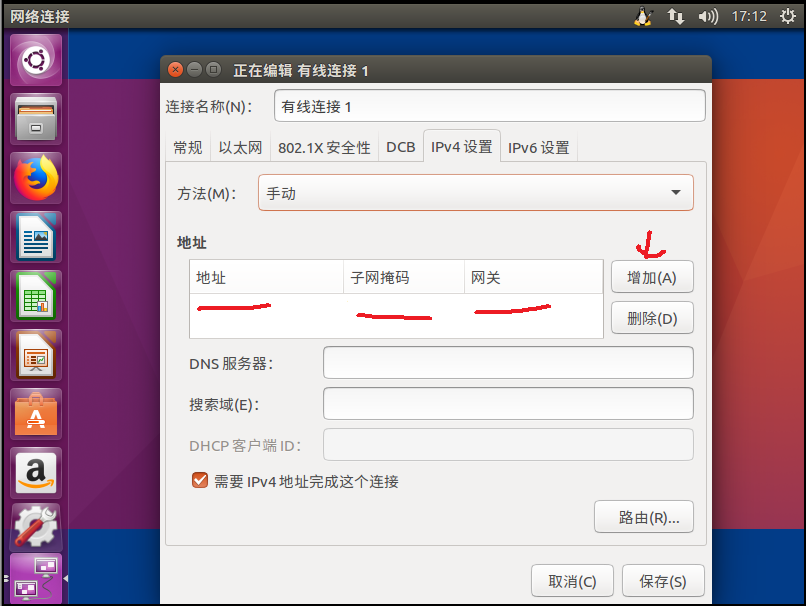 网络连接 17:12
正在编辑 有线连接 1
连接名称(N)： 有线连接 1
常规 以太网 802.1X 安全性 DCB IPv4 设置 IPv6 设置
方法(M)： 手动
地址
地址 子网掩码 网关 增加(A)
删除(D)
DNS 服务器：
搜索域(E)：
DHCP 客户端 ID：
需要 IPv4 地址完成这个连接
路由(R)...
取消(C) 保存(S)